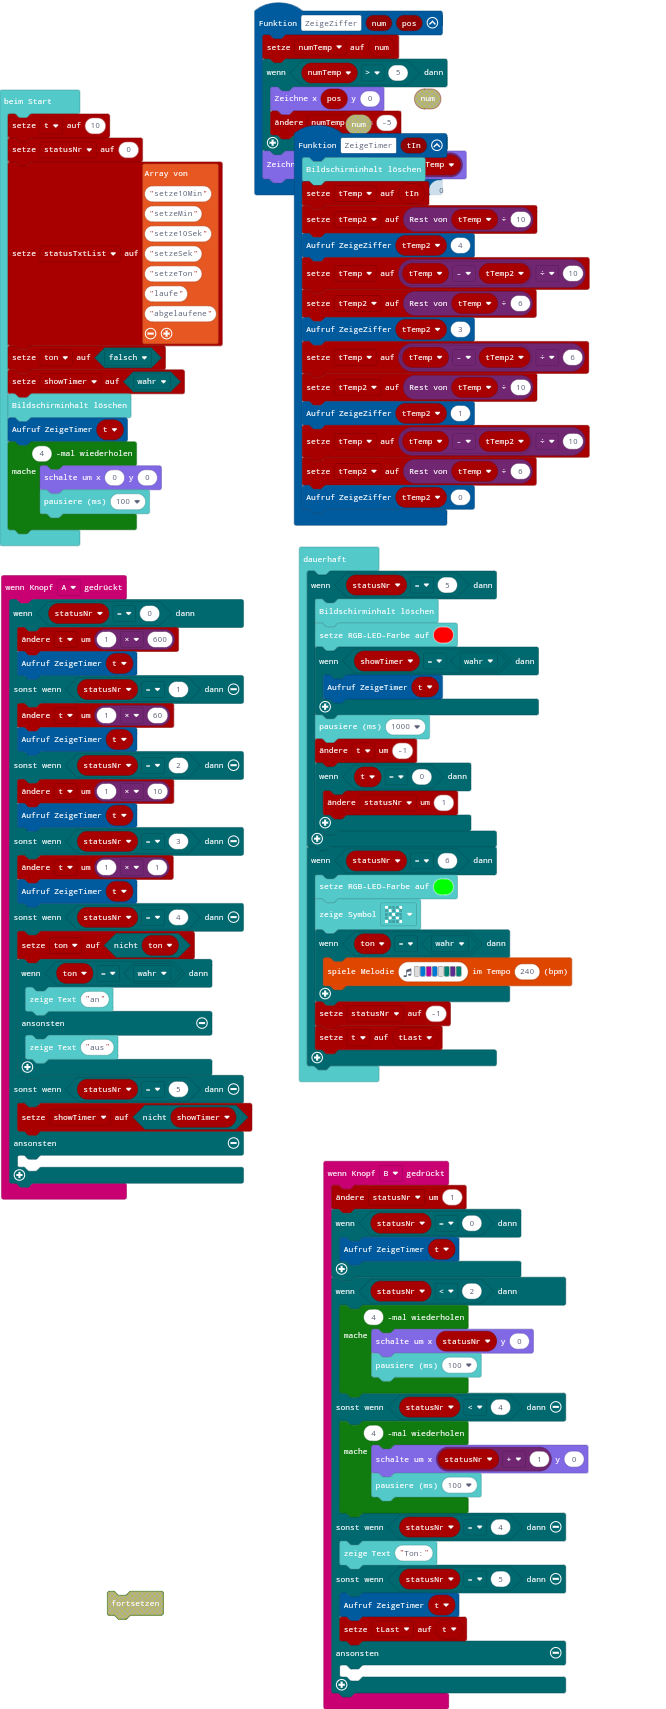 Funktion ZeigeZiffer num pos
setze numTemp auf num
wenn numTemp > 5 dann
Zeichne x pos y 0
num
ändere numTemp num -5
Zeichn
Temp
Funktion ZeigeTimer tIn
Bildschirminhalt löschen
0
setze tTemp auf tIn
setze tTemp2 auf Rest von tTemp ÷ 10
Aufruf ZeigeZiffer tTemp2 4
setze tTemp auf tTemp - tTemp2 ÷ 10
setze tTemp2 auf Rest von tTemp ÷ 6
Aufruf ZeigeZiffer tTemp2 3
setze tTemp auf tTemp - tTemp2 ÷ 6
setze tTemp2 auf Rest von tTemp ÷ 10
Aufruf ZeigeZiffer tTemp2 1
setze tTemp auf tTemp - tTemp2 ÷ 10
setze tTemp2 auf Rest von tTemp ÷ 6
Aufruf ZeigeZiffer tTemp2 0
beim Start
setze t auf 10
setze statusNr auf 0
Array von
"setze10Min"
"setzeMin"
"setze10Sek"
setze statusTxtList auf "setzeSek"
"setzeTon"
"laufe"
"abgelaufene"
setze ton auf falsch
setze showTimer auf wahr
Bildschirminhalt löschen
Aufruf ZeigeTimer t
4 -mal wiederholen
mache schalte um x 0 y 0
pausiere (ms) 100
wenn Knopf A gedrückt
wenn statusNr = 0 dann
ändere t um 1 × 600
Aufruf ZeigeTimer t
sonst wenn statusNr = 1 dann
ändere t um 1 × 60
Aufruf ZeigeTimer t
sonst wenn statusNr = 2 dann
ändere t um 1 × 10
Aufruf ZeigeTimer t
sonst wenn statusNr = 3 dann
ändere t um 1 × 1
Aufruf ZeigeTimer t
sonst wenn statusNr = 4 dann
setze ton auf nicht ton
wenn ton = wahr dann
zeige Text "an"
ansonsten
zeige Text "aus"
sonst wenn statusNr = 5 dann
setze showTimer auf nicht showTimer
ansonsten
dauerhaft
wenn statusNr = 5 dann
Bildschirminhalt löschen
setze RGB-LED-Farbe auf
wenn showTimer = wahr dann
Aufruf ZeigeTimer t
pausiere (ms) 1000
ändere t um -1
wenn t = 0 dann
ändere statusNr um 1
wenn statusNr = 6 dann
setze RGB-LED-Farbe auf
zeige Symbol
wenn ton = wahr dann
spiele Melodie im Tempo 240 (bpm)
setze statusNr auf -1
setze t auf tLast
wenn Knopf B gedrückt
ändere statusNr um 1
wenn statusNr = 0 dann
Aufruf ZeigeTimer t
wenn statusNr < 2 dann
4 -mal wiederholen
mache schalte um x statusNr y 0
pausiere (ms) 100
sonst wenn statusNr < 4 dann
4 -mal wiederholen
mache schalte um x statusNr + 1 y 0
pausiere (ms) 100
sonst wenn statusNr = 4 dann
zeige Text "Ton:"
sonst wenn statusNr = 5 dann
Aufruf ZeigeTimer t
setze tLast auf t
ansonsten
fortsetzen